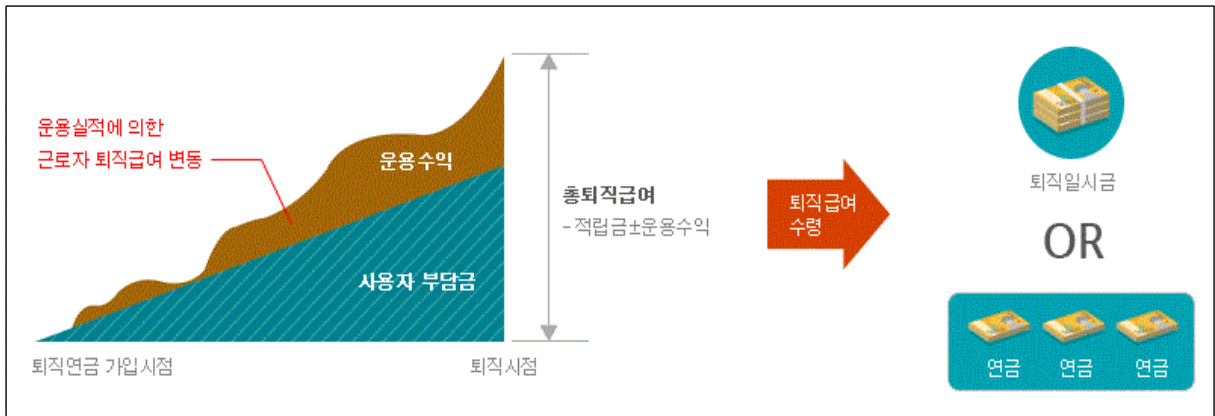 운용실적에 의한
근로자 퇴직급여 변동
운용수익
사용자 부담금
퇴직연금 가입시점
퇴직시점
총퇴직급여
-적립금±운용수익
퇴직급여
수령
퇴직일시금
OR
연금 연금 연금